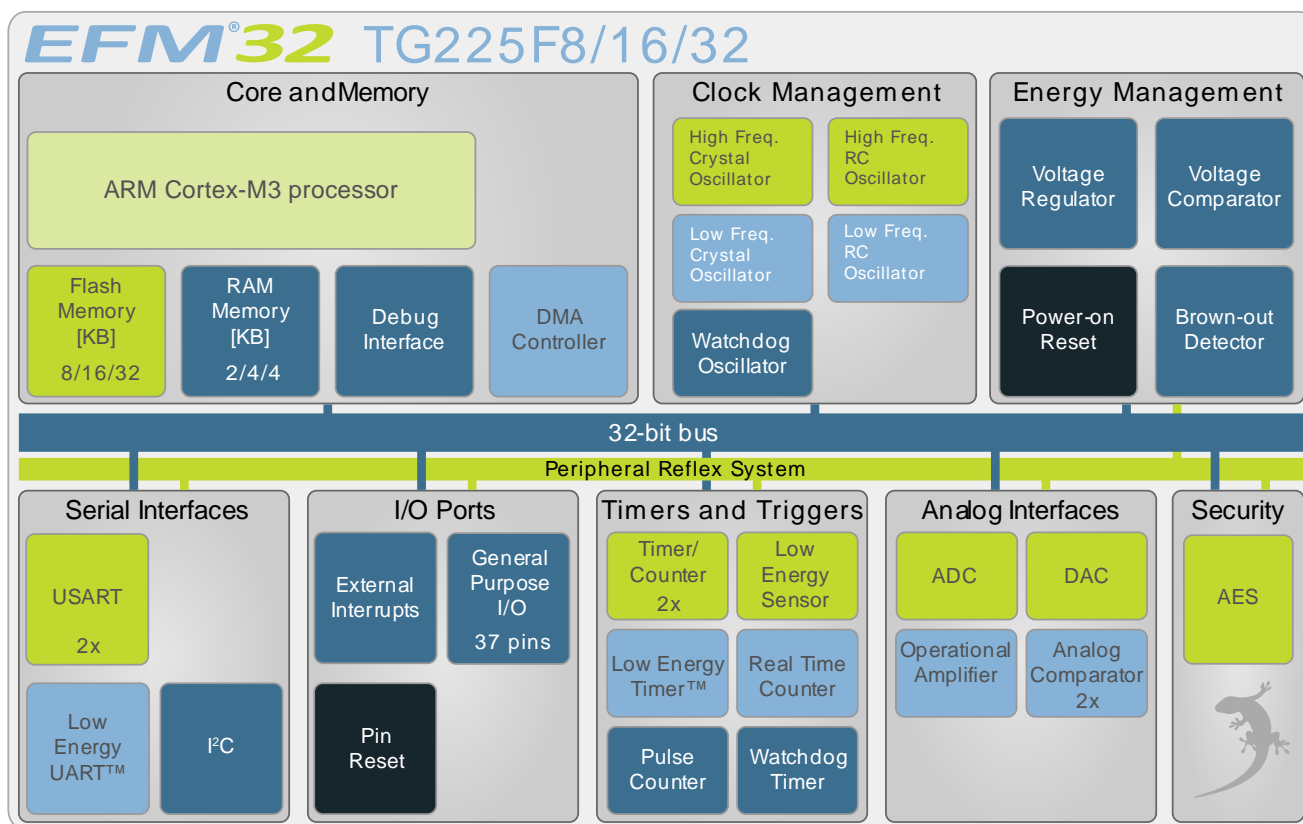 EFM®32 TG225F8/16/32
Core and Memory
ARM Cortex-M3 processor
Flash
Memory
[KB]
8/16/32
RAM
Memory
[KB]
2/4/4
Debug
Interface
DMA
Controller
Clock Management
High Freq.
Crystal
Oscillator
High Freq.
RC
Oscillator
Low Freq.
Crystal
Oscillator
Low Freq.
RC
Oscillator
Watchdog
Oscillator
Energy Management
Voltage
Regulator
Voltage
Comparator
Power-on
Reset
Brown-out
Detector
32-bit bus
Peripheral Reflex System
Serial Interfaces
USART
2x
Low
Energy
UART™
I²C
I/O Ports
External
Interrupts
General
Purpose
I/O
37 pins
Pin
Reset
Timers and Triggers
Timer/
Counter
2x
Low
Energy
Sensor
Low Energy
Timer™
Real Time
Counter
Pulse
Counter
Watchdog
Timer
Analog Interfaces
ADC
DAC
Operational
Amplifier
Analog
Comparator
2x
Security
AES